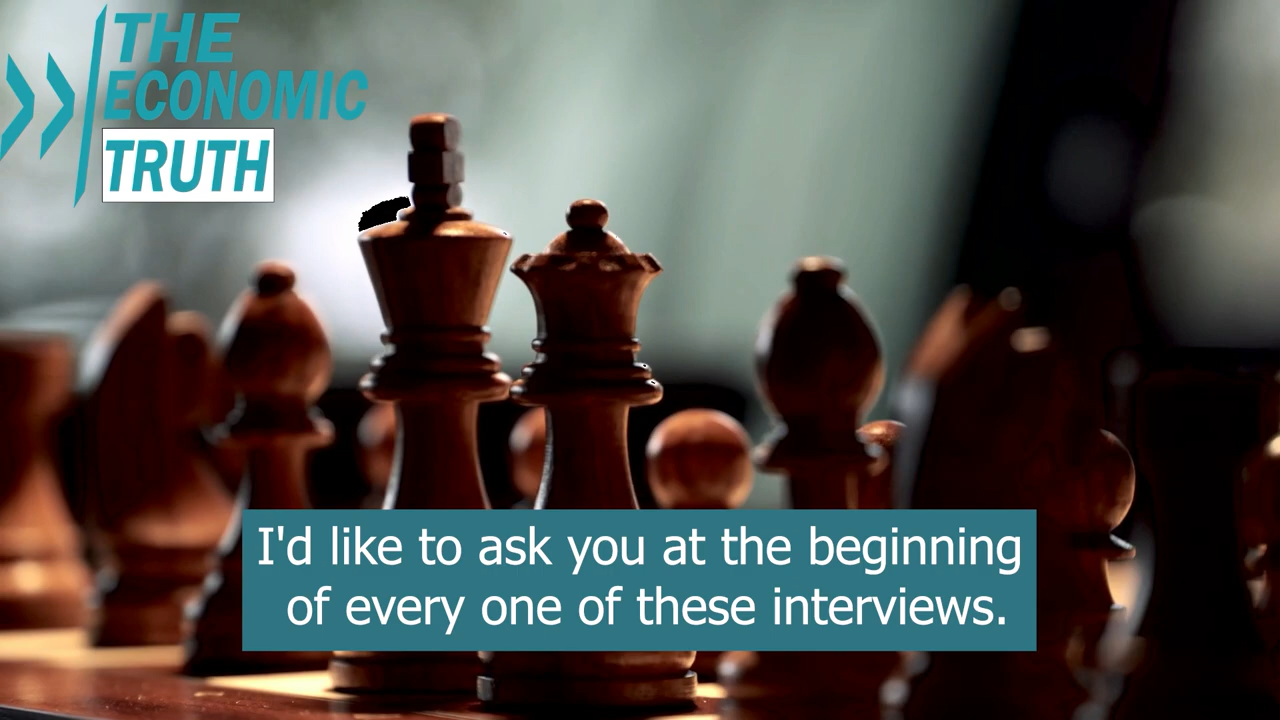 THE
ECONOMIC
TRUTH
I'd like to ask you at the beginning
of every one of these interviews.